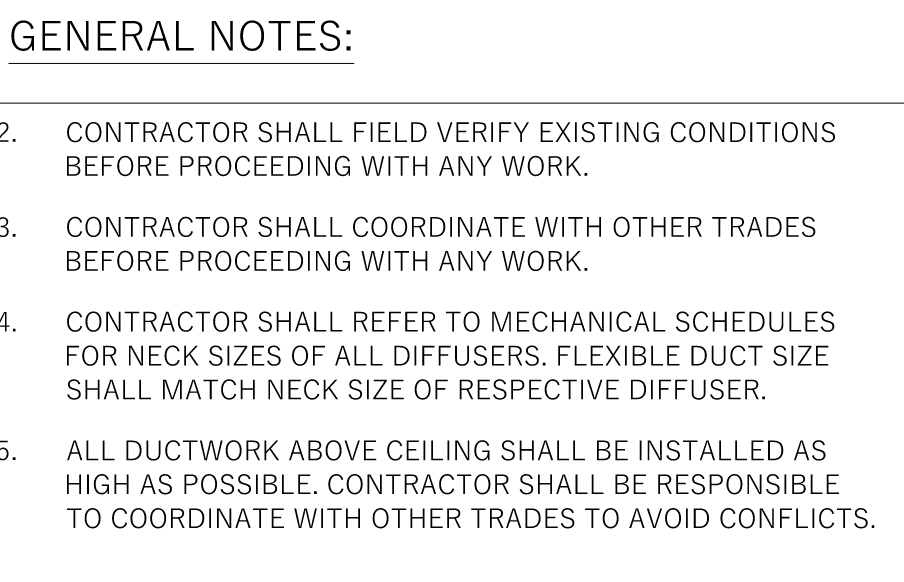 GENERAL NOTES:
2. CONTRACTOR SHALL FIELD VERIFY EXISTING CONDITIONS
BEFORE PROCEEDING WITH ANY WORK.
3. CONTRACTOR SHALL COORDINATE WITH OTHER TRADES
BEFORE PROCEEDING WITH ANY WORK.
4. CONTRACTOR SHALL REFER TO MECHANICAL SCHEDULES
FOR NECK SIZES OF ALL DIFFUSERS. FLEXIBLE DUCT SIZE
SHALL MATCH NECK SIZE OF RESPECTIVE DIFFUSER.
5. ALL DUCTWORK ABOVE CEILING SHALL BE INSTALLED AS
HIGH AS POSSIBLE. CONTRACTOR SHALL BE RESPONSIBLE
TO COORDINATE WITH OTHER TRADES TO AVOID CONFLICTS.